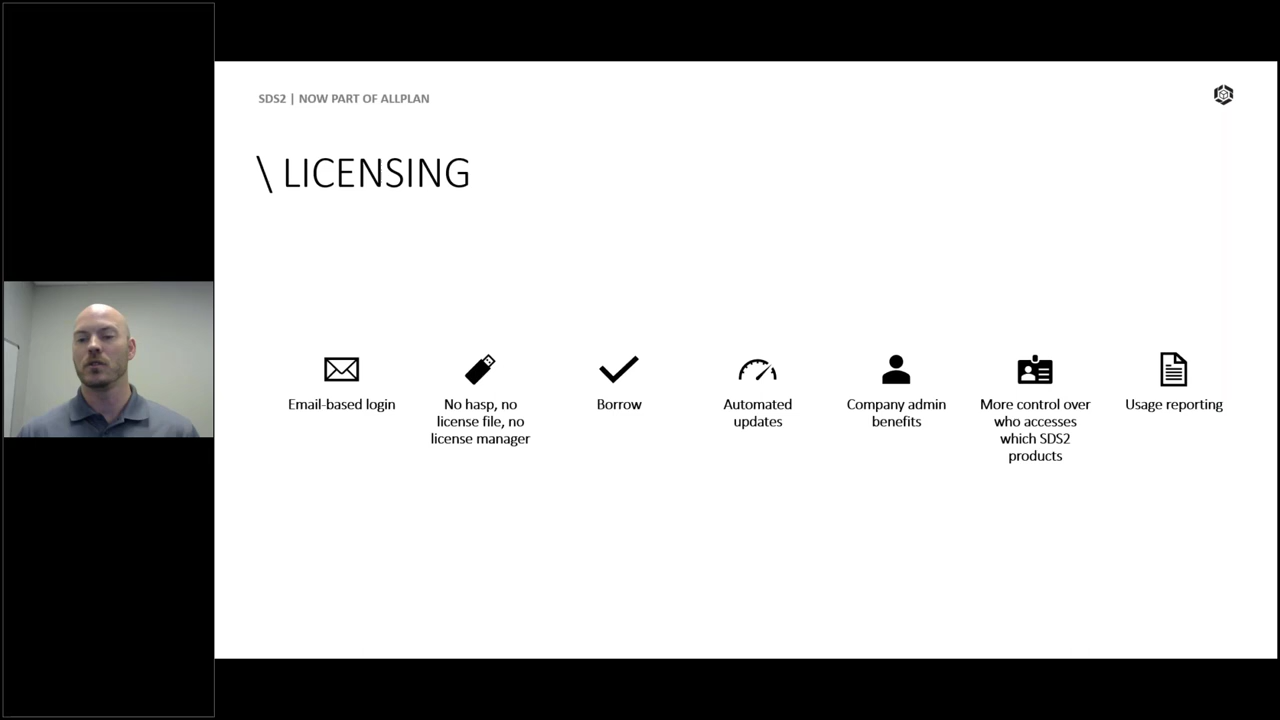 SDS2 | NOW PART OF ALLPLAN
\ LICENSING
Email-based login
No hasp, no
license file, no
license manager
Borrow
Automated
updates
Company admin
benefits
More control over
who accesses
which SDS2
products
Usage reporting